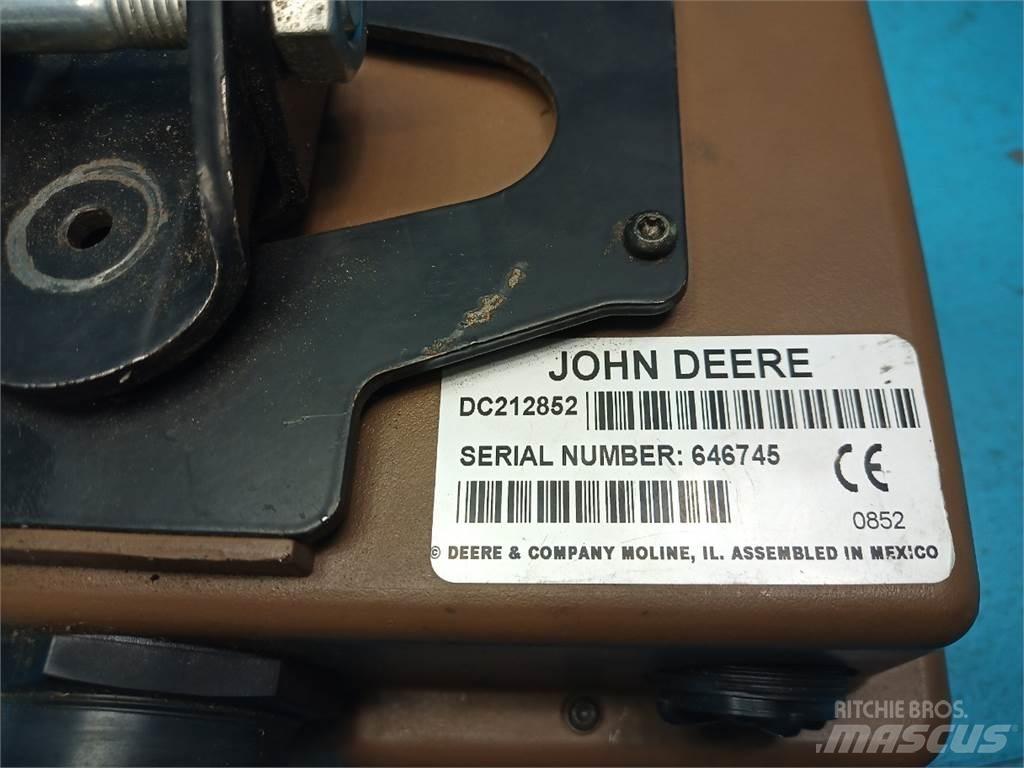 JOHN DEERE
DC212852
SERIAL NUMBER: 646745
CE
0852
© DEERE & COMPANY MOLINE, IL. ASSEMBLED IN MEXICO
RITCHIE BROS.
MASCUS